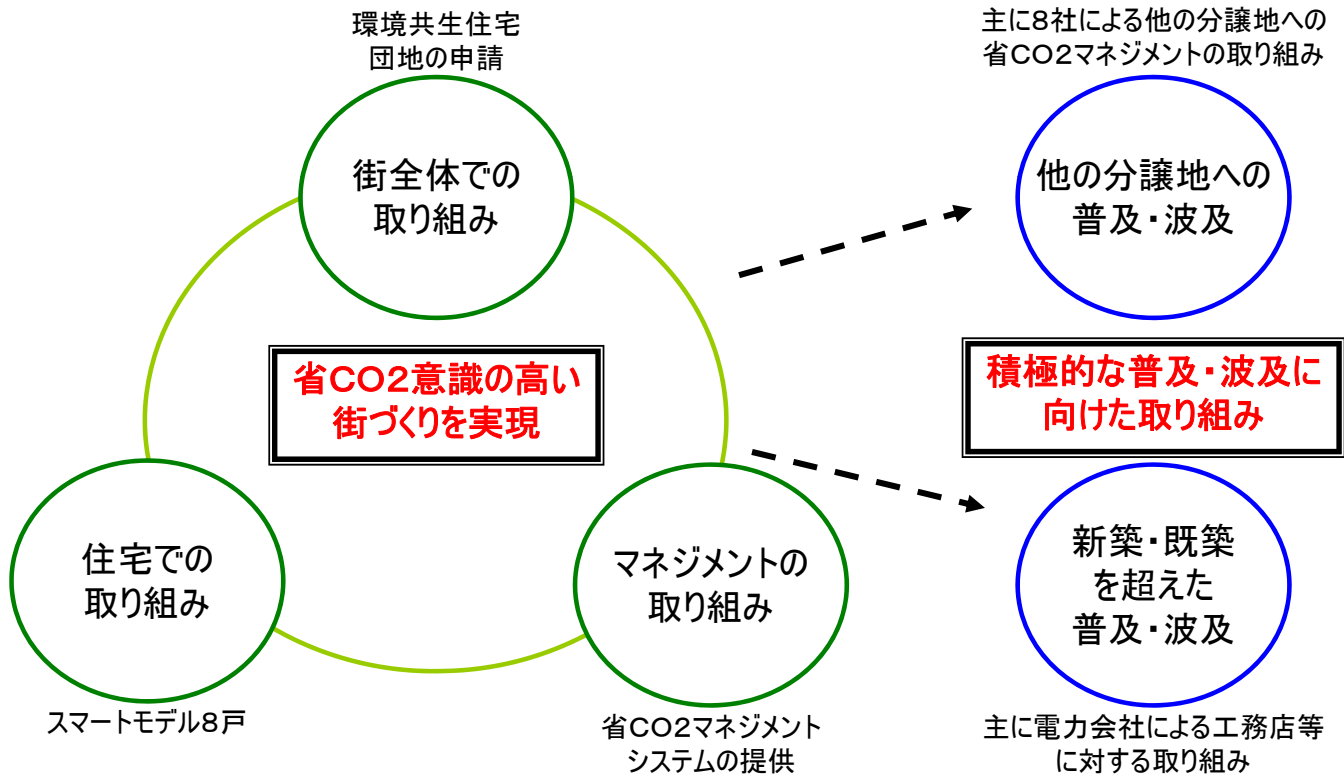 環境共生住宅
団地の申請
街全体での
取り組み
省CO2意識の高い
街づくりを実現
住宅での
取り組み
スマートモデル8戸
マネジメントの
取り組み
省CO2マネジメント
システムの提供
主に8社による他の分譲地への
省CO2マネジメントの取り組み
他の分譲地への
普及・波及
積極的な普及・波及に
向けた取り組み
新築・既築
を超えた
普及・波及
主に電力会社による工務店等
に対する取り組み